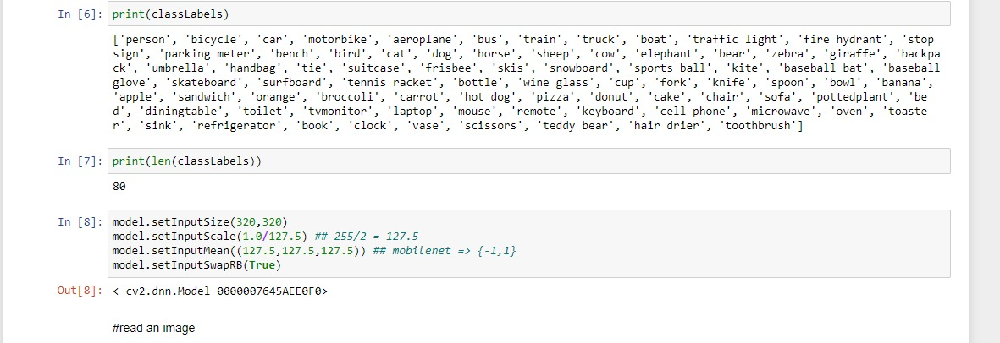 In [6]: print(classLabels)
['person', 'bicycle', 'car', 'motorbike', 'aeroplane', 'bus', 'train', 'truck', 'boat', 'traffic light', 'fire hydrant', 'stop
sign', 'parking meter', 'bench', 'bird', 'cat', 'dog', 'horse', 'sheep', 'cow', 'elephant', 'bear', 'zebra', 'giraffe', 'backpa
ck', 'umbrella', 'handbag', 'tie', 'suitcase', 'frisbee', 'skis', 'snowboard', 'sports ball', 'kite', 'baseball bat', 'baseball
glove', 'skateboard', 'surfboard', 'tennis racket', 'bottle', 'wine glass', 'cup', 'fork', 'knife', 'spoon', 'bowl', 'banana',
'apple', 'sandwich', 'orange', 'broccoli', 'carrot', 'hot dog', 'pizza', 'donut', 'cake', 'chair', 'sofa', 'pottedplant', 'be
d', 'diningtable', 'toilet', 'tvmonitor', 'laptop', 'mouse', 'remote', 'keyboard', 'cell phone', 'microwave', 'oven', 'toaste
r', 'sink', 'refrigerator', 'book', 'clock', 'vase', 'scissors', 'teddy bear', 'hair drier', 'toothbrush']
In [7]: print(len(classLabels))
80
In [8]: model.setInputSize(320,320)
model.setInputScale(1.0/127.5) ## 255/2 = 127.5
model.setInputMean((127.5,127.5,127.5)) ## mobilenet => {-1,1}
model.setInputSwapRB(True)
Out[8]: < cv2.dnn.Model 0000007645AEE0F0>
#read an image